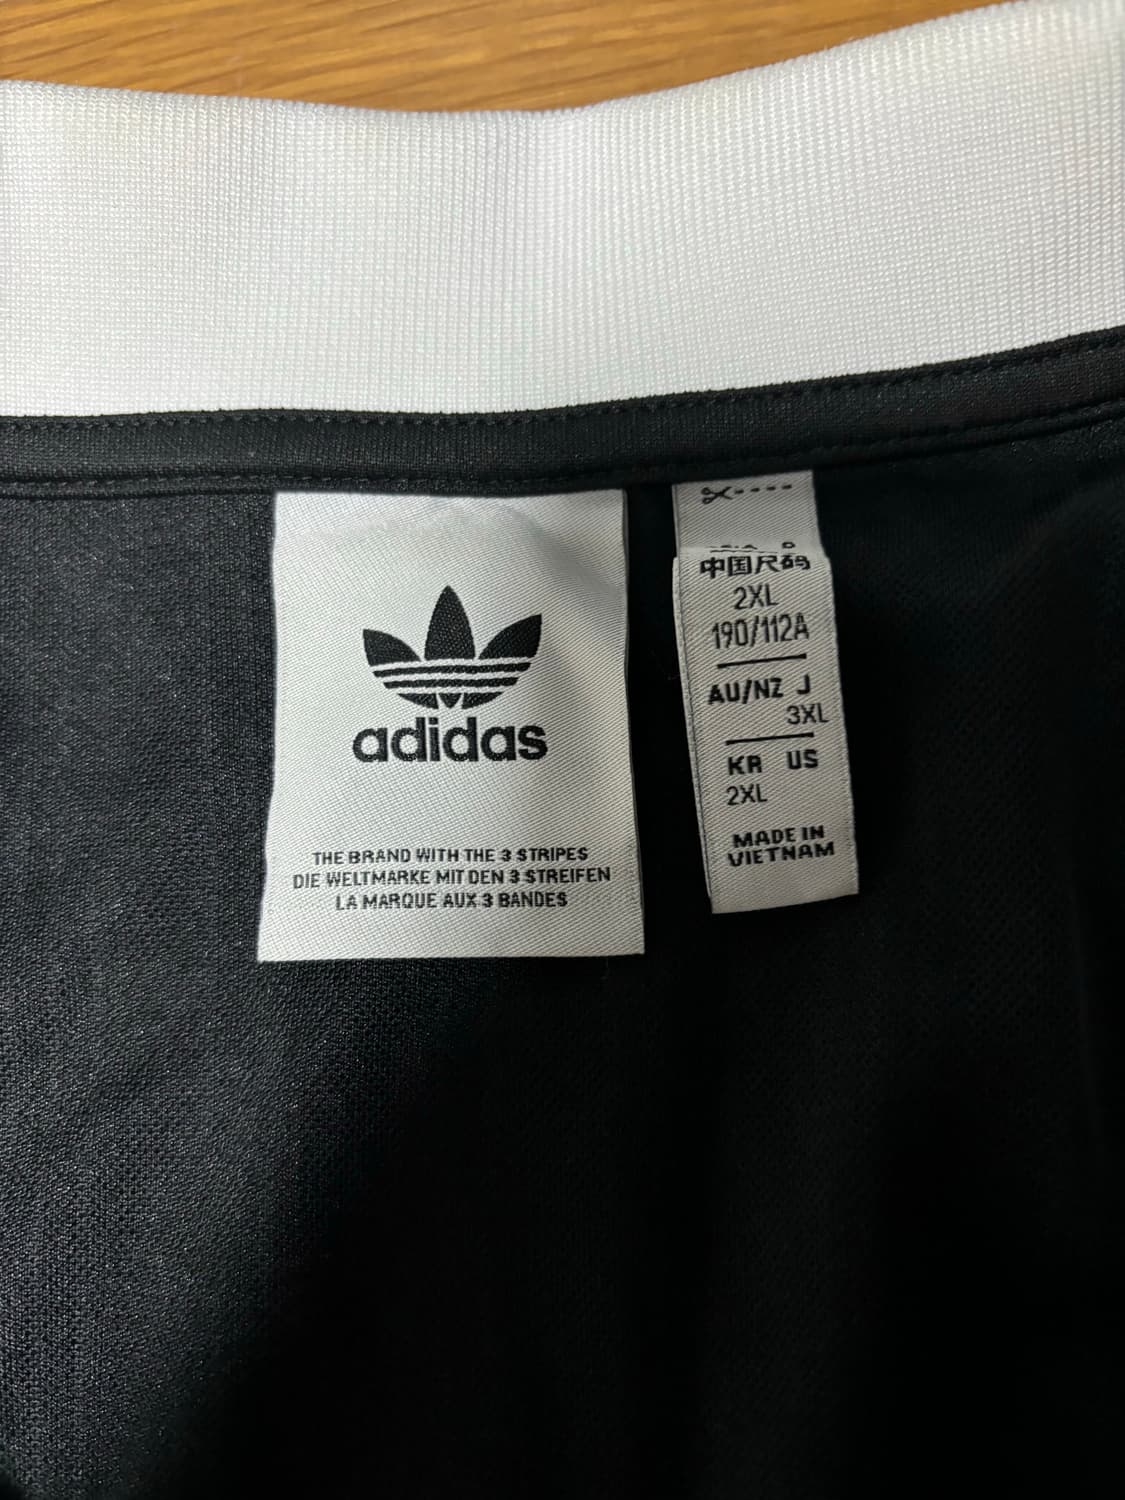 adidas
THE BRAND WITH THE 3 STRIPES
DIE WELTMARKE MIT DEN 3 STREIFEN
LA MARQUE AUX 3 BANDES
中国尺码
2XL
190/112A
AU/NZ J
3XL
KR US
2XL
MADE IN
VIETNAM